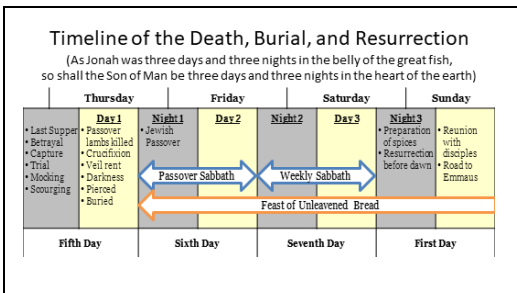 Timeline of the Death, Burial, and Resurrection
(As Jonah was three days and three nights in the belly of the great fish,
so shall the Son of Man be three days and three nights in the heart of the earth)
Thursday Friday Saturday Sunday
• Last Supper
• Betrayal
• Capture
• Trial
• Mocking
• Scourging
Day 1
• Passover
lambs killed
• Crucifixion
• Veil rent
• Darkness
• Pierced
• Buried
Night 1
• Jewish
Passover
Day 2
Night 2
Day 3
Night 3
• Preparation
of spices
• Resurrection
before dawn
• Reunion
with
disciples
• Road to
Emmaus
Passover Sabbath
Weekly Sabbath
Feast of Unleavened Bread
Fifth Day Sixth Day Seventh Day First Day